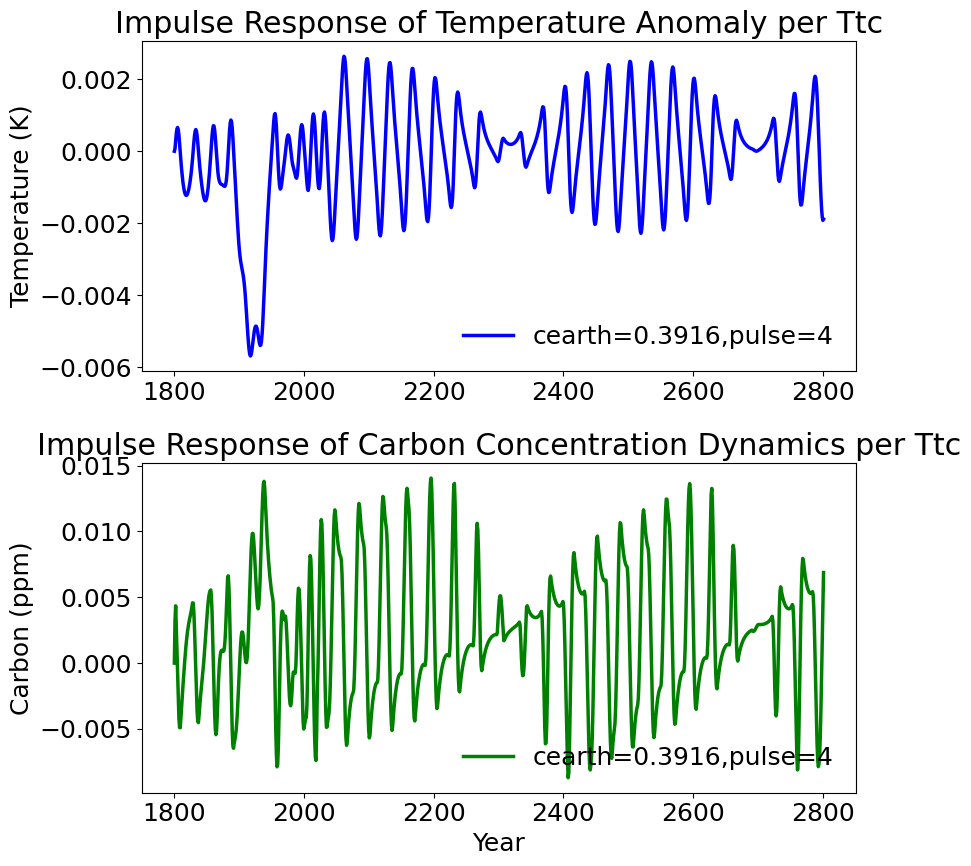 Impulse Response of Temperature Anomaly per Ttc
Temperature (K)
0.002
0.000
−0.002
−0.004
−0.006
cearth=0.3916,pulse=4
1800 2000 2200 2400 2600 2800
Impulse Response of Carbon Concentration Dynamics per Ttc
Carbon (ppm)
0.015
0.010
0.005
0.000
−0.005
cearth=0.3916,pulse=4
1800 2000 2200 2400 2600 2800
Year